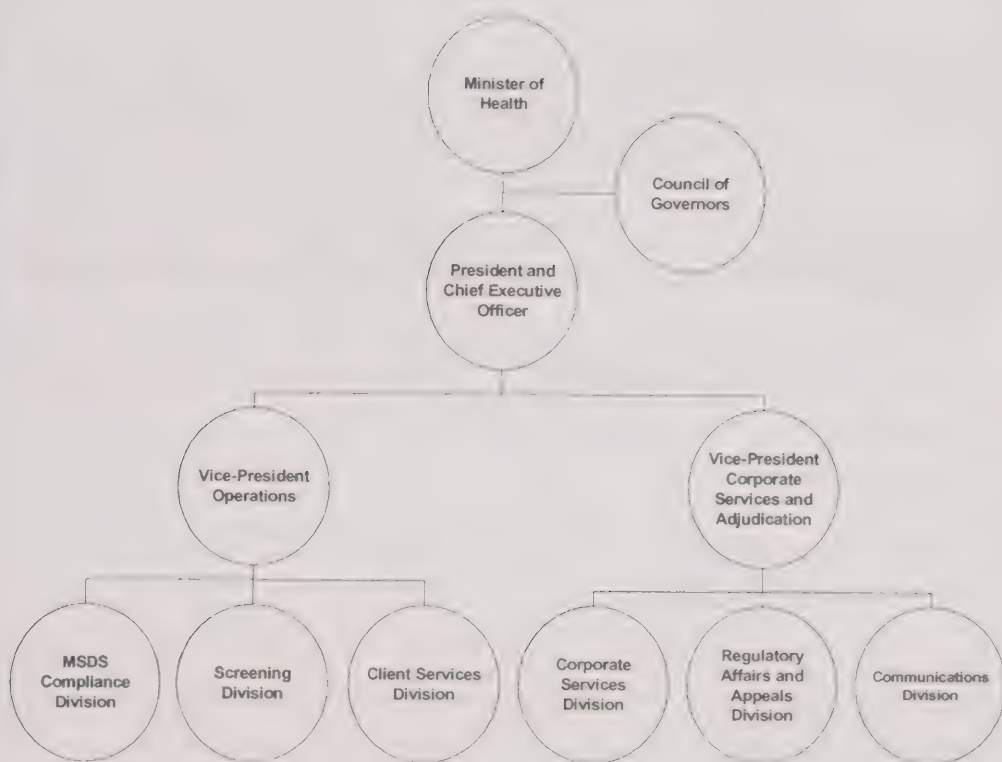 Minister of
Health
Council of
Governors
President and
Chief Executive
Officer
Vice-President
Operations
Vice-President
Corporate
Services and
Adjudication
MSDS
Compliance
Division
Screening
Division
Client Services
Division
Corporate
Services
Division
Regulatory
Affairs and
Appeals
Division
Communications
Division